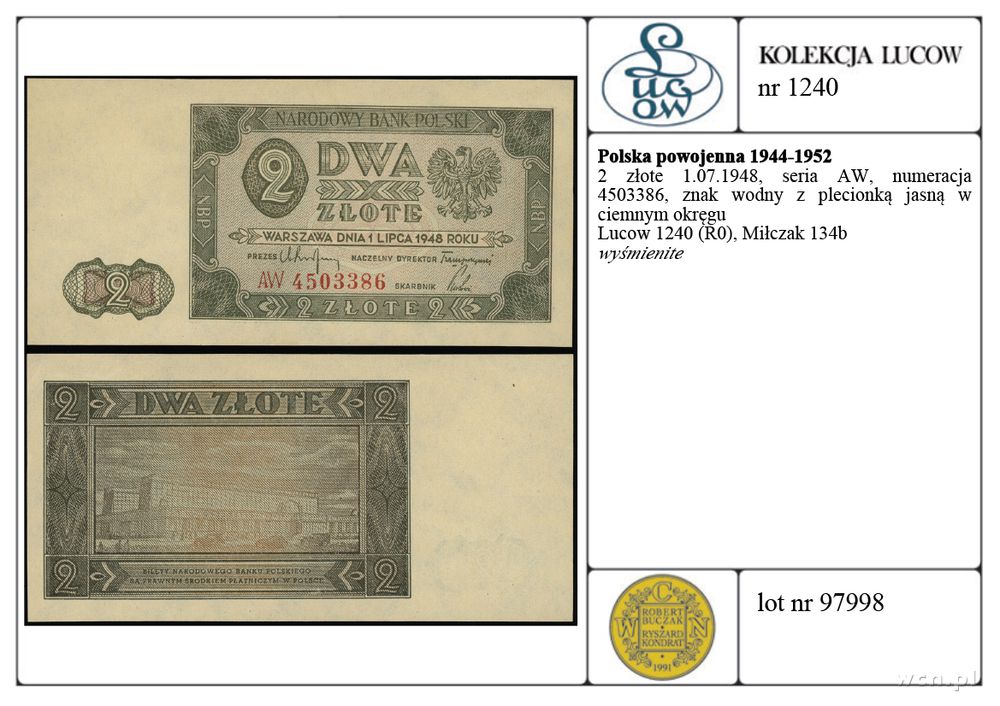 NARODOWY BANK POLSKI
2
DWA
ZŁOTE
NBP
NBP
WARSZAWA DNIA 1 LIPCA 1948 ROKU
PREZES NACZELNY DYREKTOR
AW 4503386 SKARBNIK
2
2 ZŁOTE 2
2 DWA ZŁOTE 2
2 2
BILETY NARODOWEGO BANKU POLSKIEGO
SĄ PRAWNYM ŚRODKIEM PŁATNICZYM W POLSCE
Lucow
KOLEKCJA LUCOW
nr 1240
Polska powojenna 1944-1952
2 złote 1.07.1948, seria AW, numeracja
4503386, znak wodny z plecionką jasną w
ciemnym okręgu
Lucow 1240 (R0), Miłczak 134b
wyśmienite
W C N
ROBERT
BUCZAK
RYSZARD
KONDRAT
1991
lot nr 97998
wcn.pl